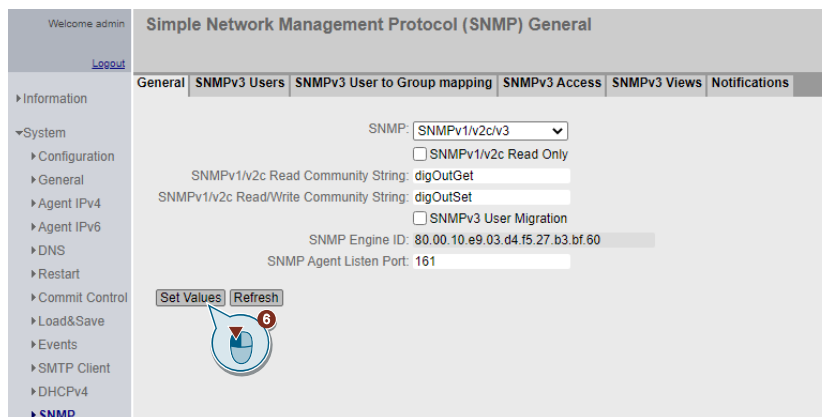 Welcome admin
Simple Network Management Protocol (SNMP) General
Logout
General SNMPv3 Users SNMPv3 User to Group mapping SNMPv3 Access SNMPv3 Views Notifications
Information
System
Configuration
General
Agent IPv4
Agent IPv6
DNS
Restart
Commit Control
Load&Save
Events
SMTP Client
DHCPv4
SNMP
SNMP: SNMPv1/v2c/v3
SNMPv1/v2c Read Only
SNMPv1/v2c Read Community String: digOutGet
SNMPv1/v2c Read/Write Community String: digOutSet
SNMPv3 User Migration
SNMP Engine ID: 80.00.10.e9.03.d4.f5.27.b3.bf.60
SNMP Agent Listen Port: 161
Set Values Refresh
6